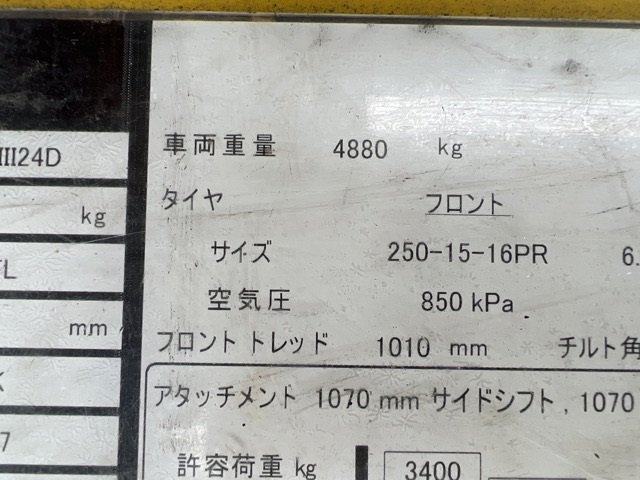 III24D
車両重量 4880 kg
タイヤ フロント
kg
サイズ 250-15-16PR 6.
L
空気圧 850 kPa
mm
フロント トレッド 1010 mm チルト角
アタッチメント 1070 mm サイドシフト , 1070
7
許容荷重 kg 3400